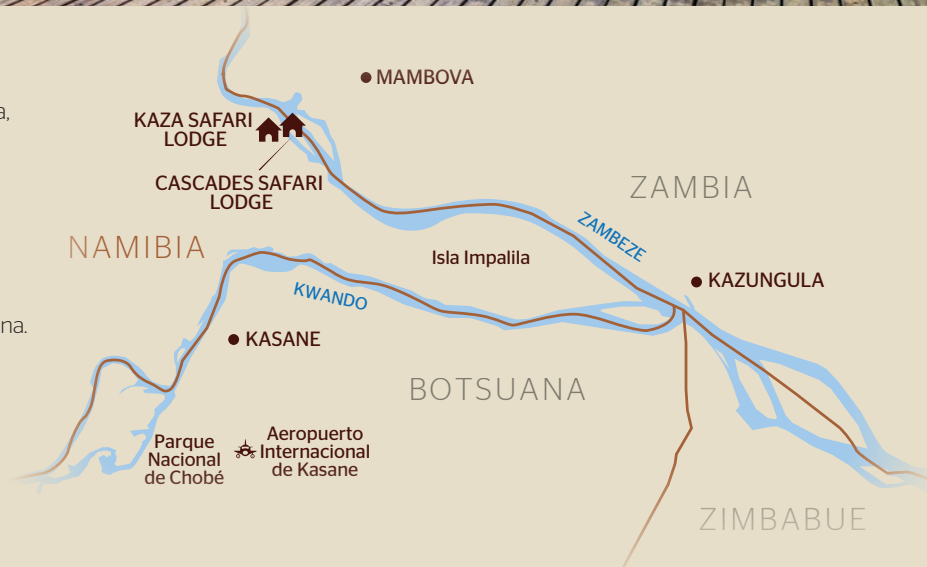 a,
MAMBOVA
KAZA SAFARI
LODGE
CASCADES SAFARI
LODGE
ZAMBIA
ZAMBEZE
NAMIBIA
Isla Impalila
KAZUNGULA
KWANDO
na.
KASANE
BOTSUANA
Parque
Nacional
de Chobé
Aeropuerto
Internacional
de Kasane
ZIMBABUE